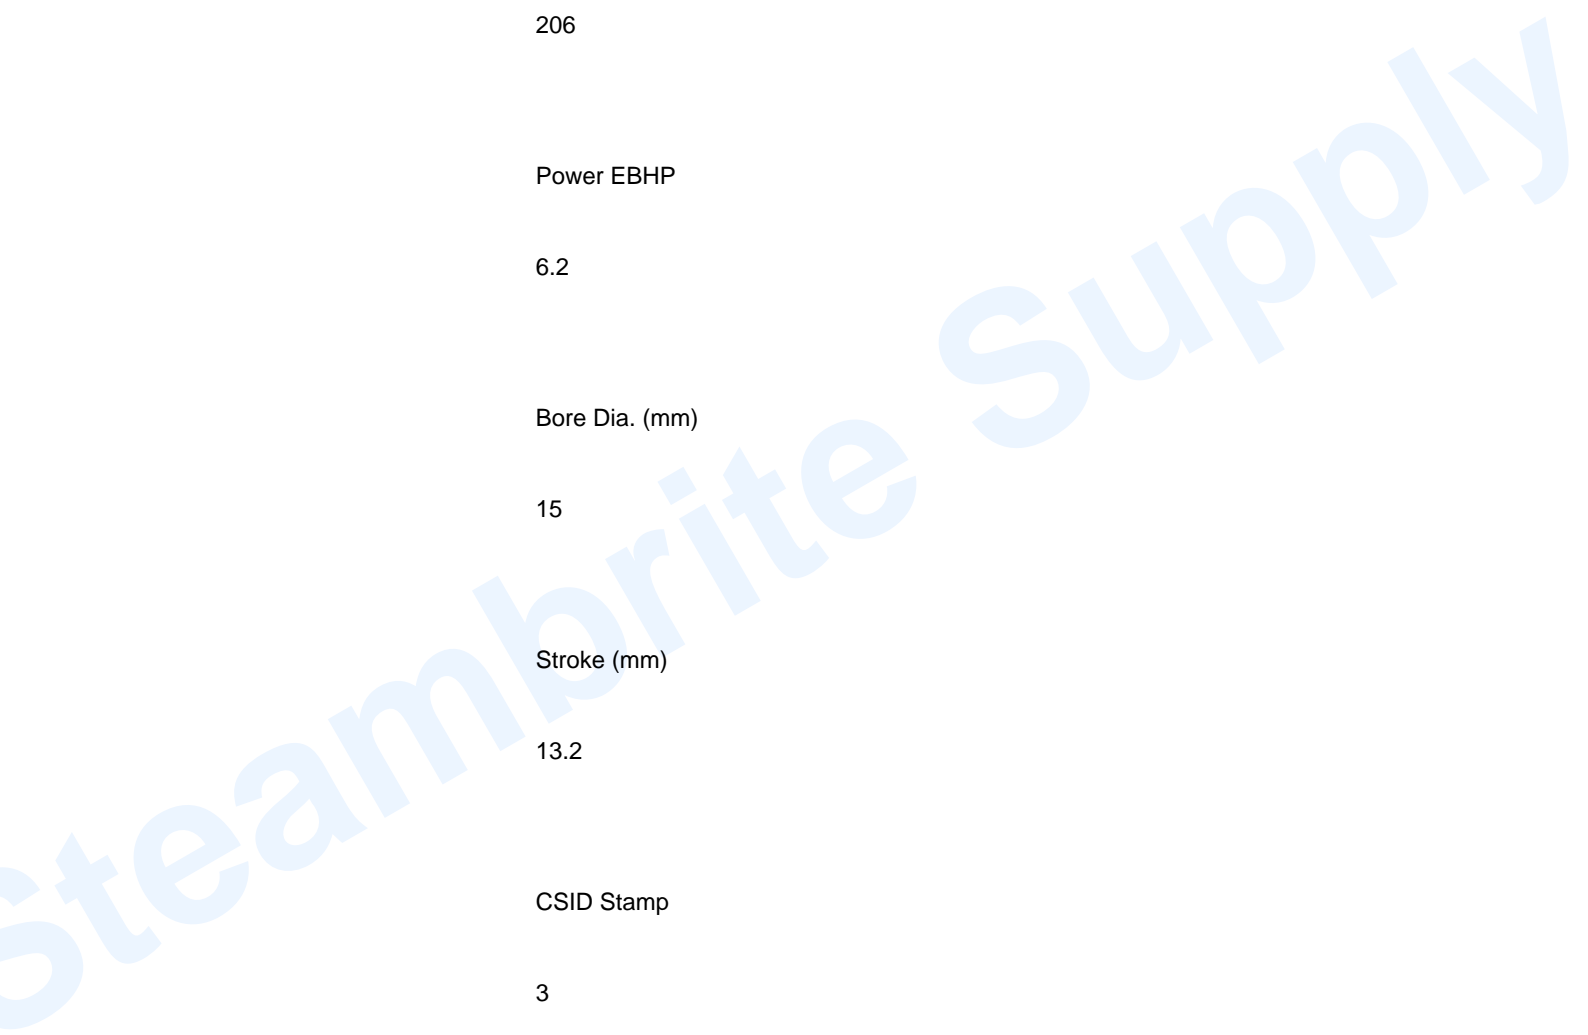 206
Power EBHP
6.2
Bore Dia. (mm)
15
Stroke (mm)
13.2
CSID Stamp
3
Steambrite Supply